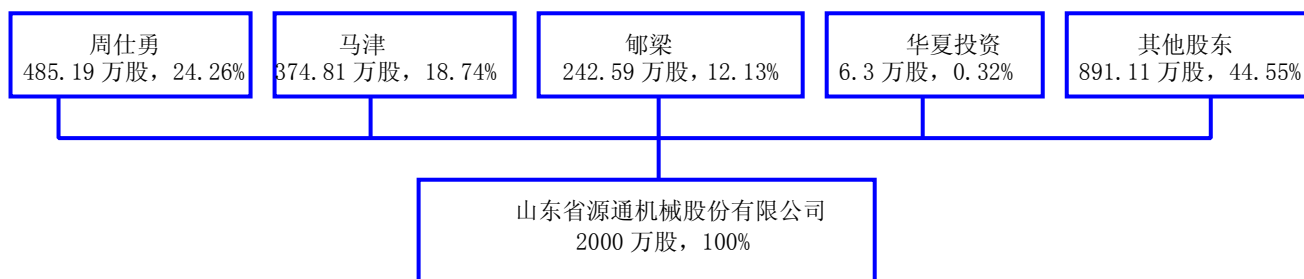 周仕勇
485.19 万股，24.26%
马津
374.81 万股，18.74%
郇梁
242.59 万股，12.13%
华夏投资
6.3 万股，0.32%
其他股东
891.11 万股，44.55%
山东省源通机械股份有限公司
2000 万股，100%